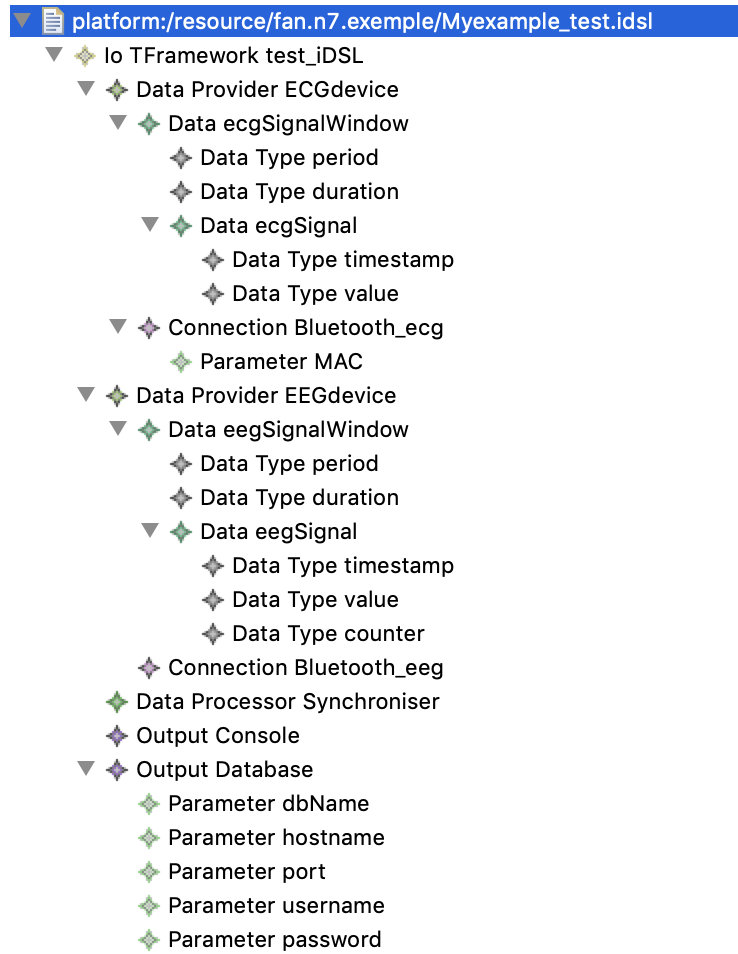 platform:/resource/fan.n7.exemple/Myexample_test.idsl
Io TFramework test_iDSL
Data Provider ECGdevice
Data ecgSignalWindow
Data Type period
Data Type duration
Data ecgSignal
Data Type timestamp
Data Type value
Connection Bluetooth_ecg
Parameter MAC
Data Provider EEGdevice
Data eegSignalWindow
Data Type period
Data Type duration
Data eegSignal
Data Type timestamp
Data Type value
Data Type counter
Connection Bluetooth_eeg
Data Processor Synchroniser
Output Console
Output Database
Parameter dbName
Parameter hostname
Parameter port
Parameter username
Parameter password